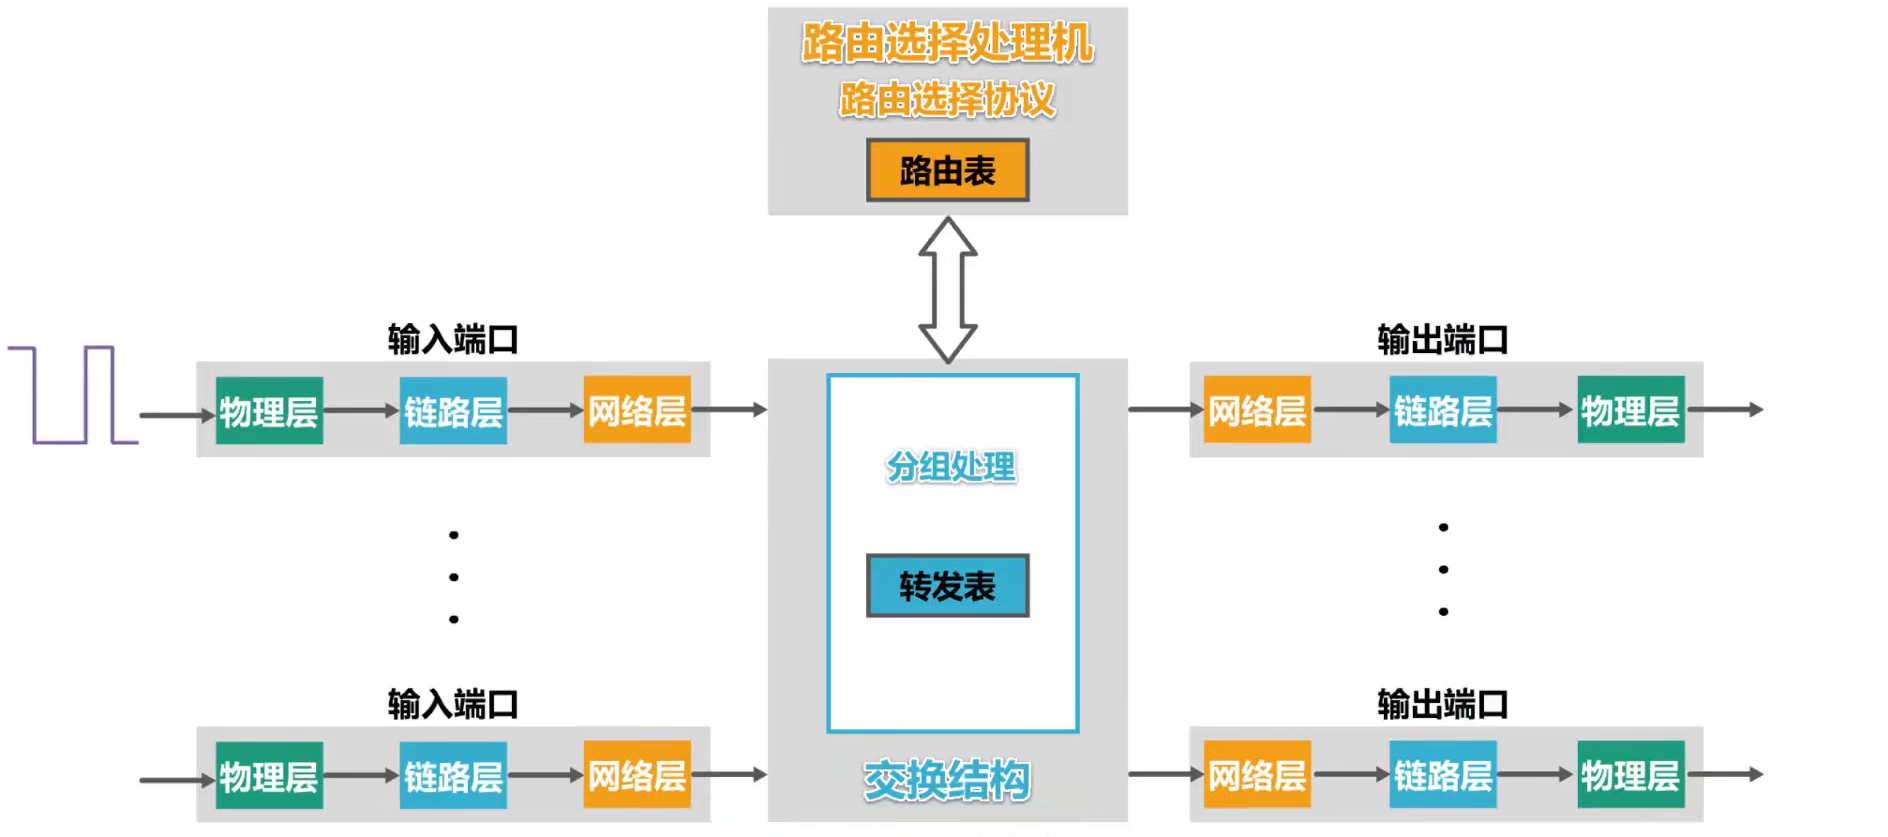 路由选择处理机
路由选择协议
路由表
输入端口
物理层
链路层
网络层
分组处理
转发表
交换结构
输出端口
网络层
链路层
物理层
输入端口
物理层
链路层
网络层
输出端口
网络层
链路层
物理层